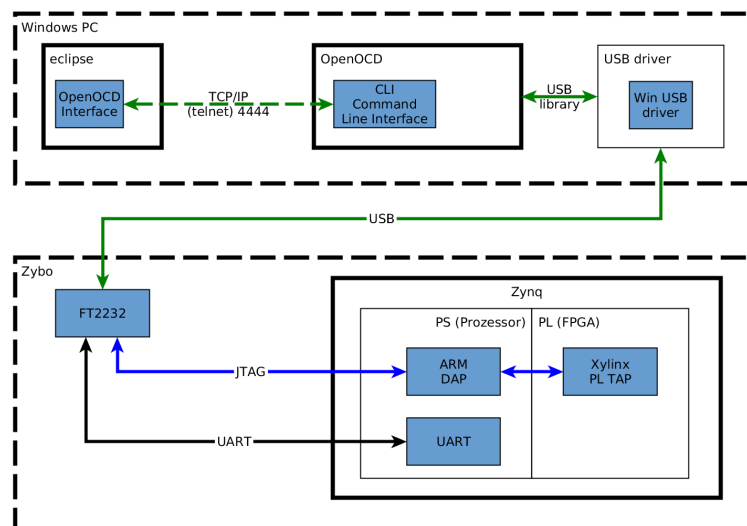 Windows PC
eclipse
OpenOCD
Interface
TCP/IP
(telnet) 4444
OpenOCD
CLI
Command
Line Interface
USB
library
USB driver
Win USB
driver
USB
Zybo
FT2232
Zynq
PS (Prozessor)
PL (FPGA)
JTAG
ARM
DAP
Xylinx
PL TAP
UART
UART